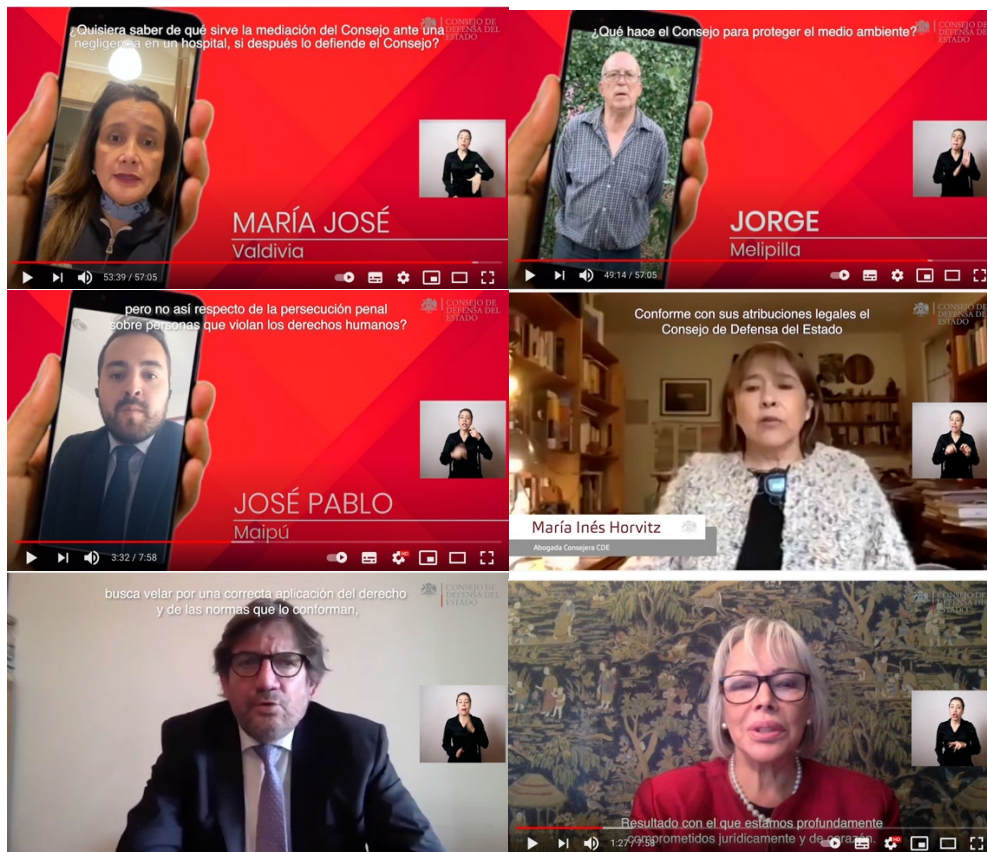 ¿Quisiera saber de qué sirve la mediación del Consejo ante una
negligencia en un hospital, si después lo defiende el Consejo?
CONSEJO DE
DEFENSA DEL
ESTADO
MARÍA JOSÉ
Valdivia
53:39 / 57:05
¿Qué hace el Consejo para proteger el medio ambiente?
CONSEJO DE
DEFENSA DEL
ESTADO
JORGE
Melipilla
49:14 / 57:05
pero no así respecto de la persecución penal
sobre personas que violan los derechos humanos?
CONSEJO DE
DEFENSA DEL
ESTADO
JOSÉ PABLO
Maipú
3:32 / 7:58
HD
Conforme con sus atribuciones legales el
Consejo de Defensa del Estado
CONSEJO DE
DEFENSA DEL
ESTADO
María Inés Horvitz
Abogada Consejera CDE
busca velar por una correcta aplicación del derecho
y de las normas que lo conforman,
CONSEJO DE
DEFENSA DEL
ESTADO
CONSEJO DE
DEFENSA DEL
ESTADO
Resultado con el que estamos profundamente
comprometidos jurídicamente y de corazón.
1:27 / 7:58
HD